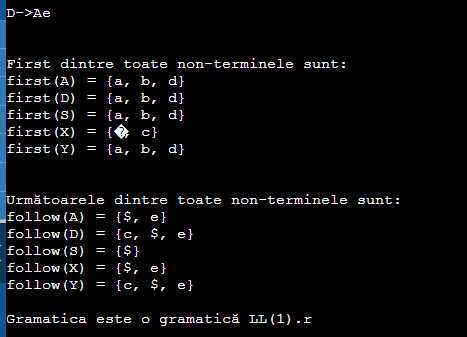 D->Ae
First dintre toate non-terminele sunt:
first(A) = {a, b, d}
first(D) = {a, b, d}
first(S) = {a, b, d}
first(X) = {�, c}
first(Y) = {a, b, d}
Următoarele dintre toate non-terminele sunt:
follow(A) = {$, e}
follow(D) = {c, $, e}
follow(S) = {$}
follow(X) = {$, e}
follow(Y) = {c, $, e}
Gramatica este o gramatică LL(1).r